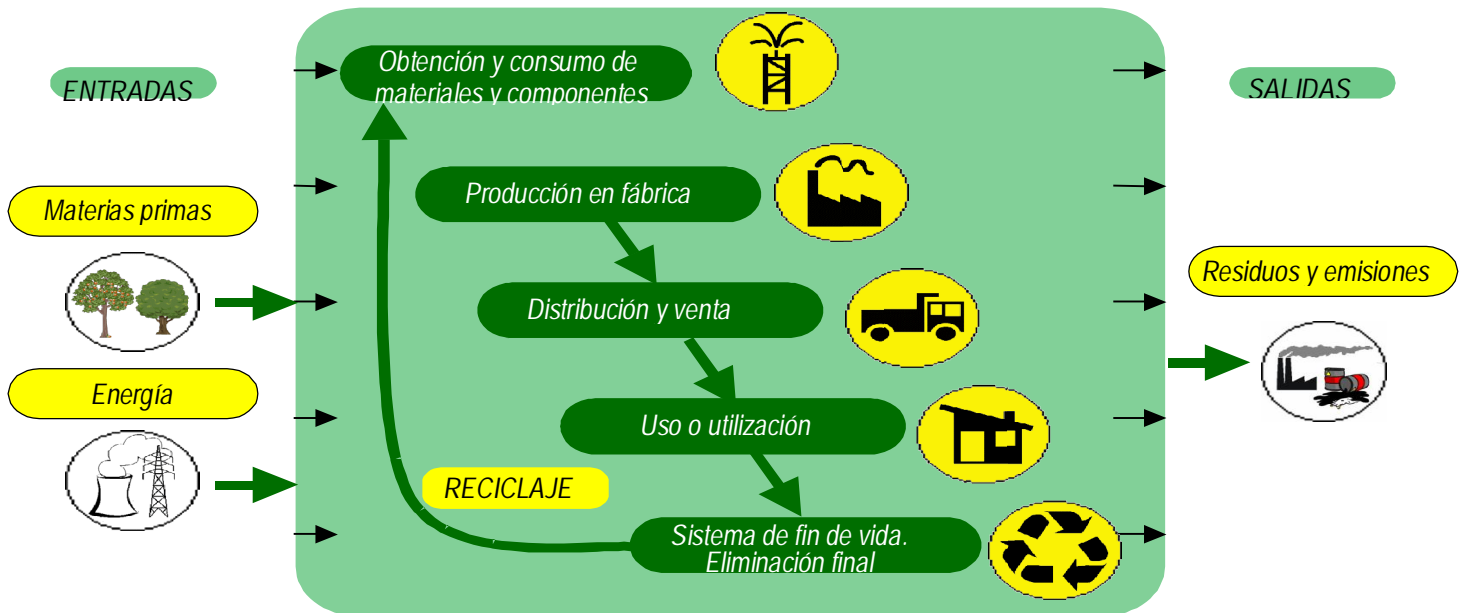 ENTRADAS
Materias primas
Energía
Obtención y consumo de
materiales y componentes
Producción en fábrica
Distribución y venta
Uso o utilización
RECICLAJE
Sistema de fin de vida.
Eliminación final
SALIDAS
Residuos y emisiones